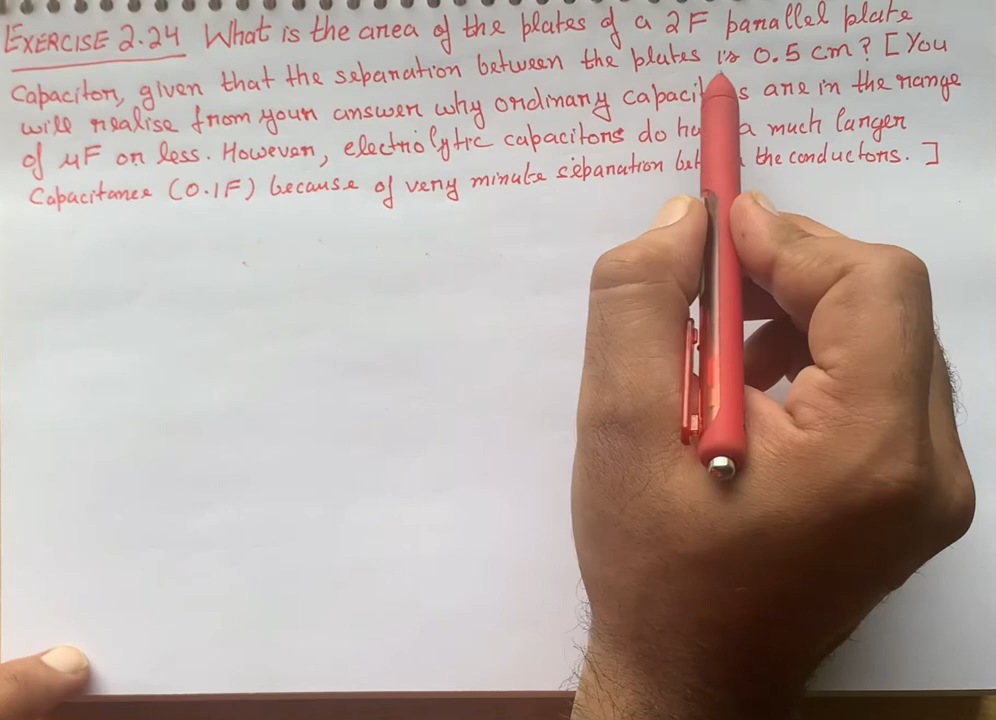 EXERCISE 2.24 What is the area of the plates of a 2F parallel plate
Capacitor, given that the separation between the plates is 0.5 cm? [You
will realise from your answer why ordinary capaci s are in the range
of μF or less. However, electrolytic capacitors do ha a much larger
Capacitance (0.1F) because of very minute separation bet the conductors. ]